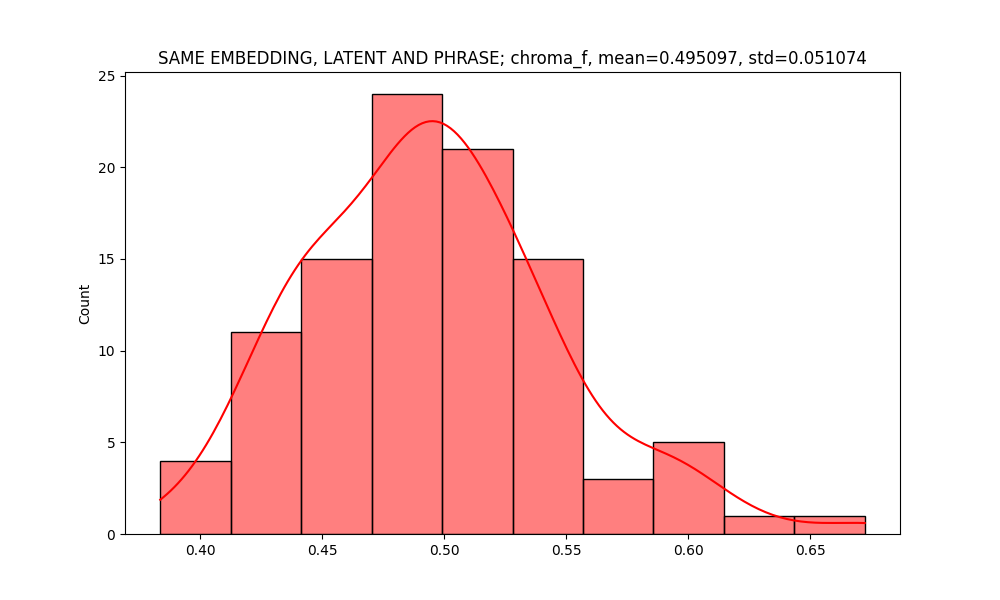 SAME EMBEDDING, LATENT AND PHRASE; chroma_f, mean=0.495097, std=0.051074
25
20
15
10
5
0
Count
0.40 0.45 0.50 0.55 0.60 0.65